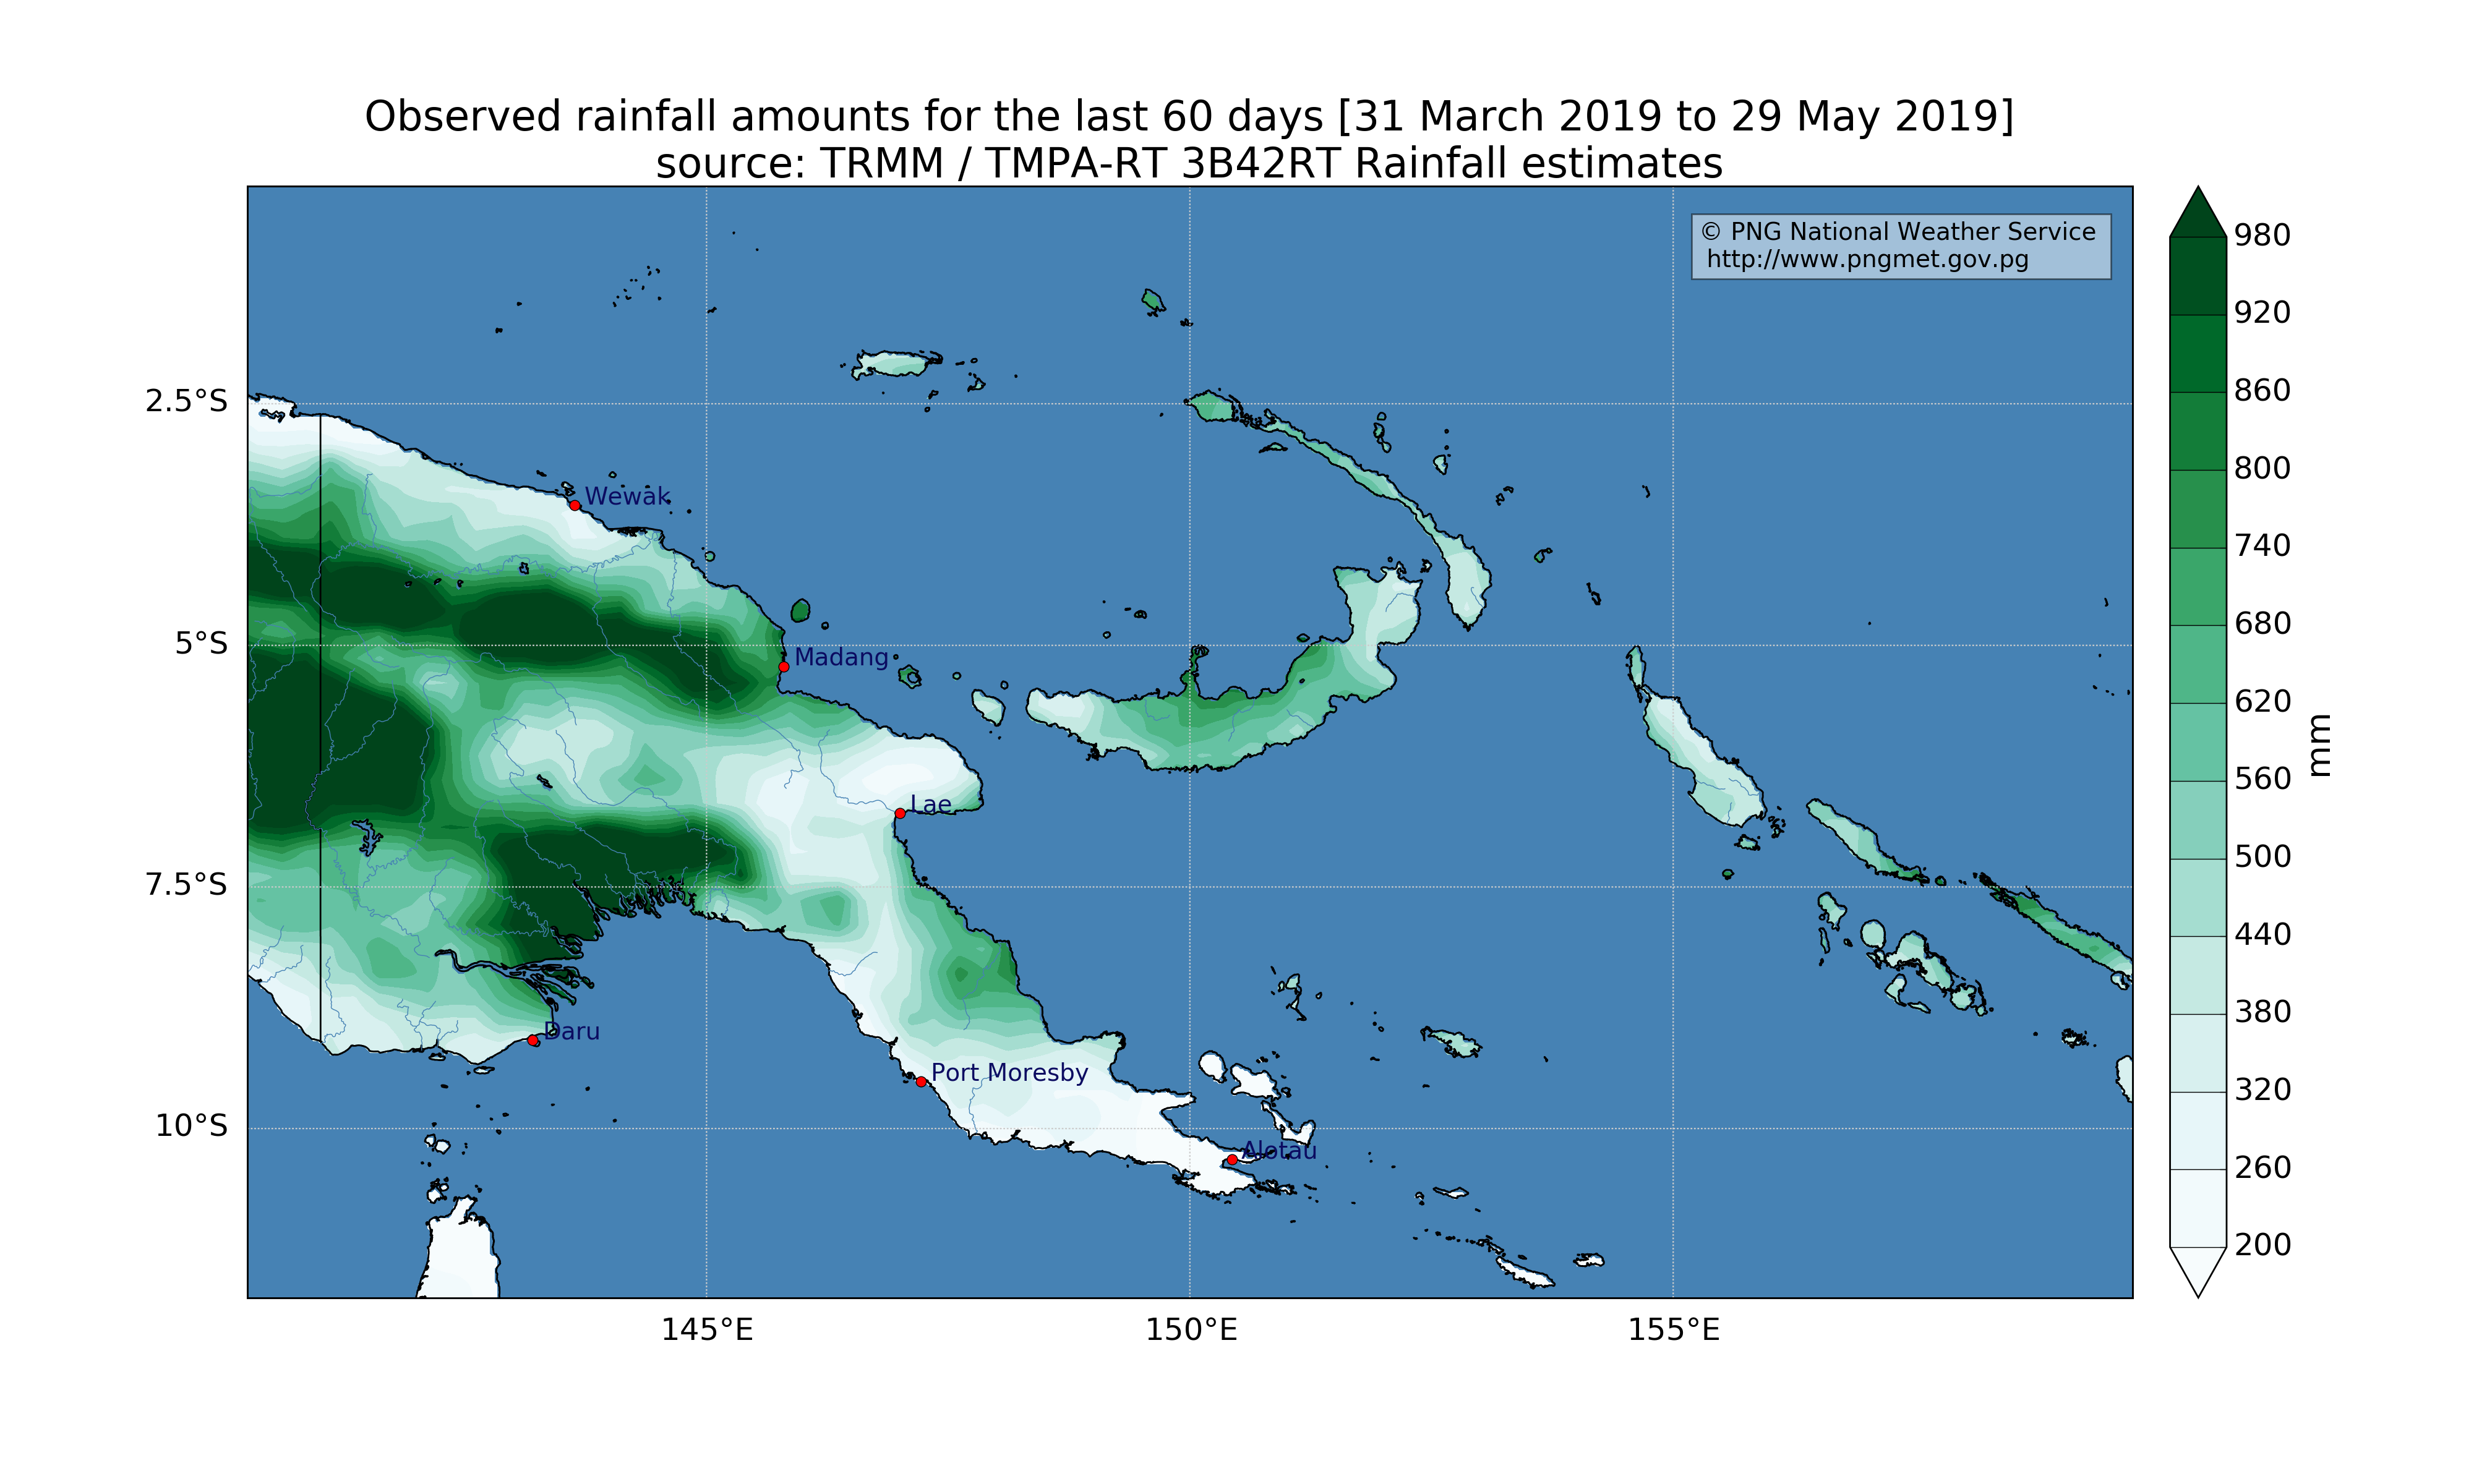 Observed rainfall amounts for the last 60 days [31 March 2019 to 29 May 2019]
source: TRMM / TMPA-RT 3B42RT Rainfall estimates
© PNG National Weather Service
http://www.pngmet.gov.pg
2.5°S
5°S
7.5°S
10°S
145°E
150°E
155°E
Wewak
Madang
Lae
Daru
Port Moresby
Alotau
980
920
860
800
740
680
620
560
500
440
380
320
260
200
mm